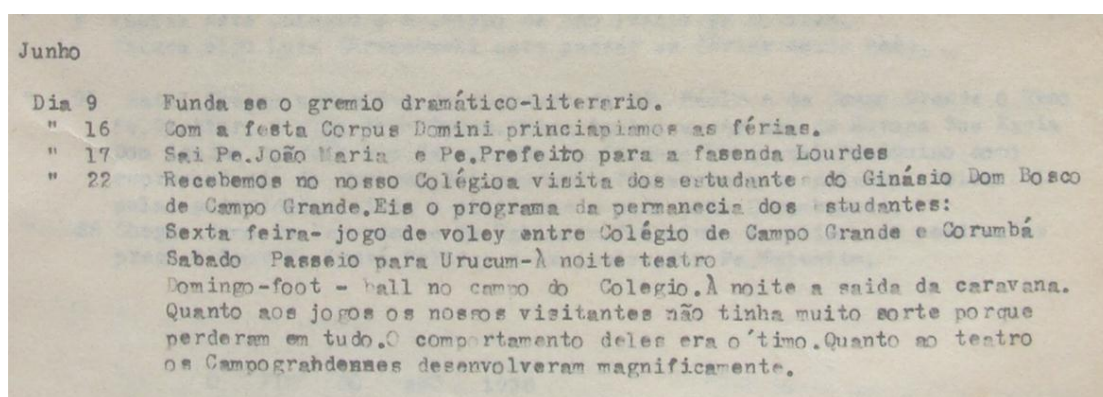 Junho
Dia 9 Funda se o gremio dramático-literario.
" 16 Com a festa Corpus Domini principiamos as férias.
" 17 Sai Pe.João Maria e Pe.Prefeito para a fasenda Lourdes
" 22 Recebemos no nosso Colégioa visita dos estudante do Ginásio Dom Bosco
de Campo Grande.Eis o programa da permanecia dos studantes:
Sexta feira- jogo de voley entre Colégio de Campo Grande e Corumbá
Sabado Passeio para Urucum-À noite teatro
Domingo-foot - ball no campo do Colegio.À noite a saida da caravana.
Quanto aos jogos os nossos visitantes não tinha muito sorte porque
perderam em tudo.O comportamento deles era o'timo.Quanto ao teatro
os Campograhdenses desenvolveram magnificamente.